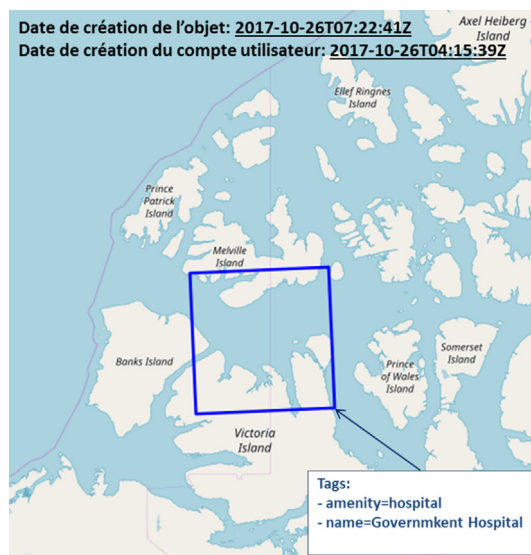 Date de création de l'objet: 2017-10-26T07:22:41Z
Date de création du compte utilisateur: 2017-10-26T04:15:39Z
Axel Heiberg
Island
Ellef Ringnes
Island
Prince
Patrick
Island
Melville
Island
Banks Island
Prince
of Wales
Island
Somerset
Island
Victoria
Island
Tags:
- amenity=hospital
- name=Governmkent Hospital